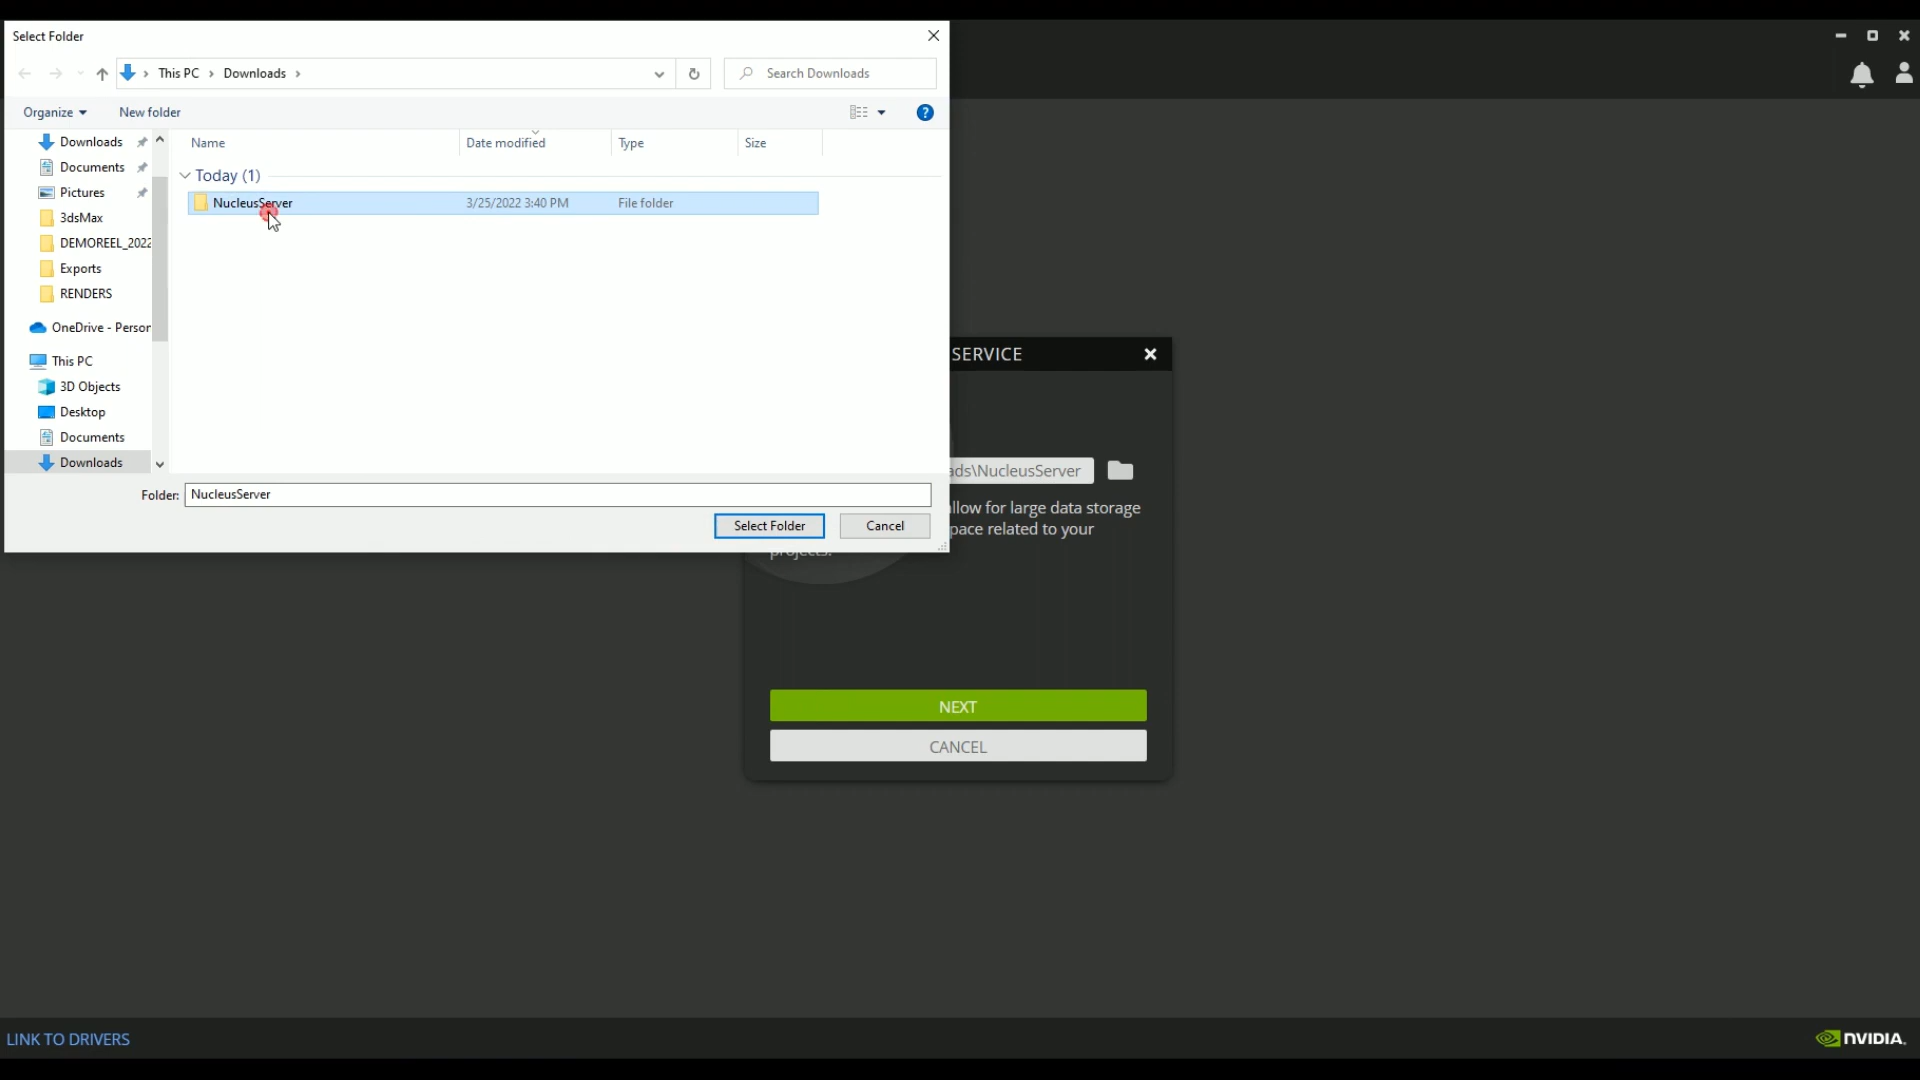 Select Folder
This PC > Downloads >
Search Downloads
Organize
New folder
Downloads
Documents
Pictures
3dsMax
DEMOREEL_2022
Exports
RENDERS
OneDrive - Person
This PC
3D Objects
Desktop
Documents
Downloads
Name Date modified Type Size
Today (1)
NucleusServer 3/25/2022 3:40 PM File folder
Folder: NucleusServer
Select Folder Cancel
SERVICE
ads\NucleusServer
llow for large data storage
pace related to your
projects.
NEXT
CANCEL
LINK TO DRIVERS
NVIDIA.